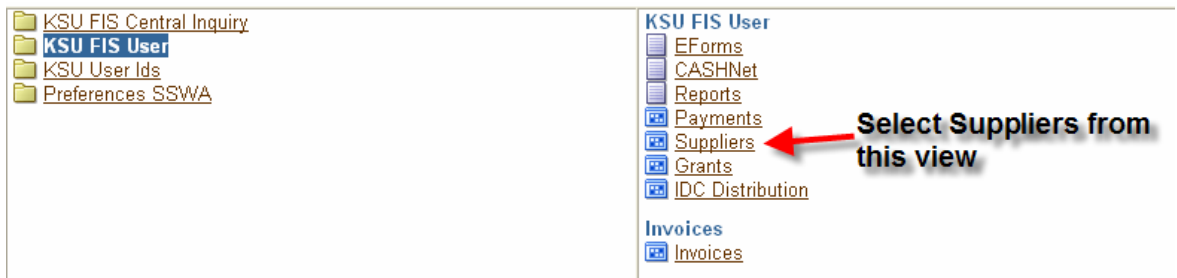 KSU FIS Central Inquiry
KSU FIS User
KSU User Ids
Preferences SSWA
KSU FIS User
EForms
CASHNet
Reports
Payments
Suppliers
Grants
IDC Distribution
Invoices
Invoices
Select Suppliers from
this view